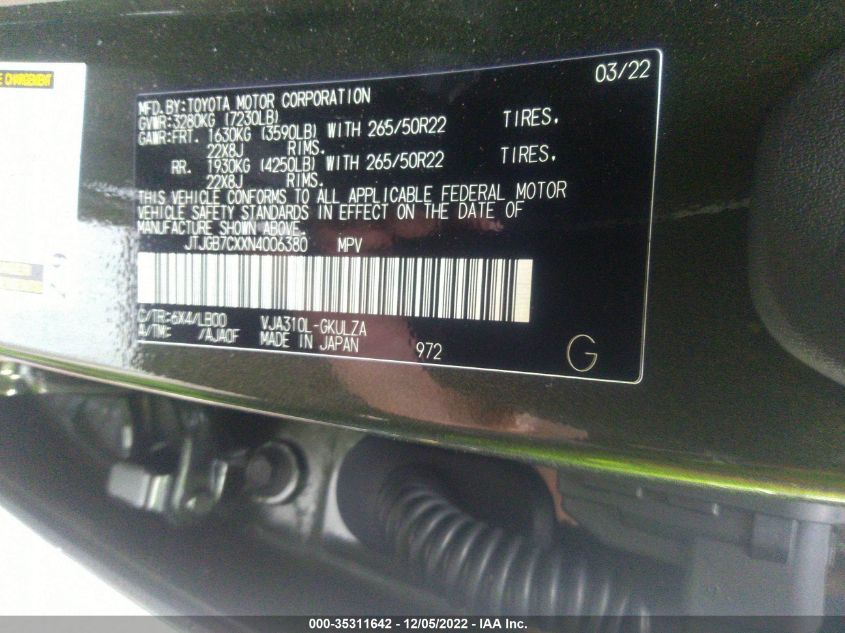 E CHARGEMENT
03/22
MFD.BY:TOYOTA MOTOR CORPORATION
GVWR:3280KG (7230LB)
GAWR:FRT. 1630KG (3590LB) WITH 265/50R22 TIRES.
22X8J RIMS.
RR. 1930KG (4250LB) WITH 265/50R22 TIRES,
22X8J RIMS.
THIS VEHICLE CONFORMS TO ALL APPLICABLE FEDERAL MOTOR
VEHICLE SAFETY STANDARDS IN EFFECT ON THE DATE OF
MANUFACTURE SHOWN ABOVE.
JTJGB7CXXN4006380 MPV
C/TR:6X4/LB00 VJA310L-GKULZA
A/TM: /AJA0F MADE IN JAPAN 972
G
000-35311642 - 12/05/2022 - IAA Inc.